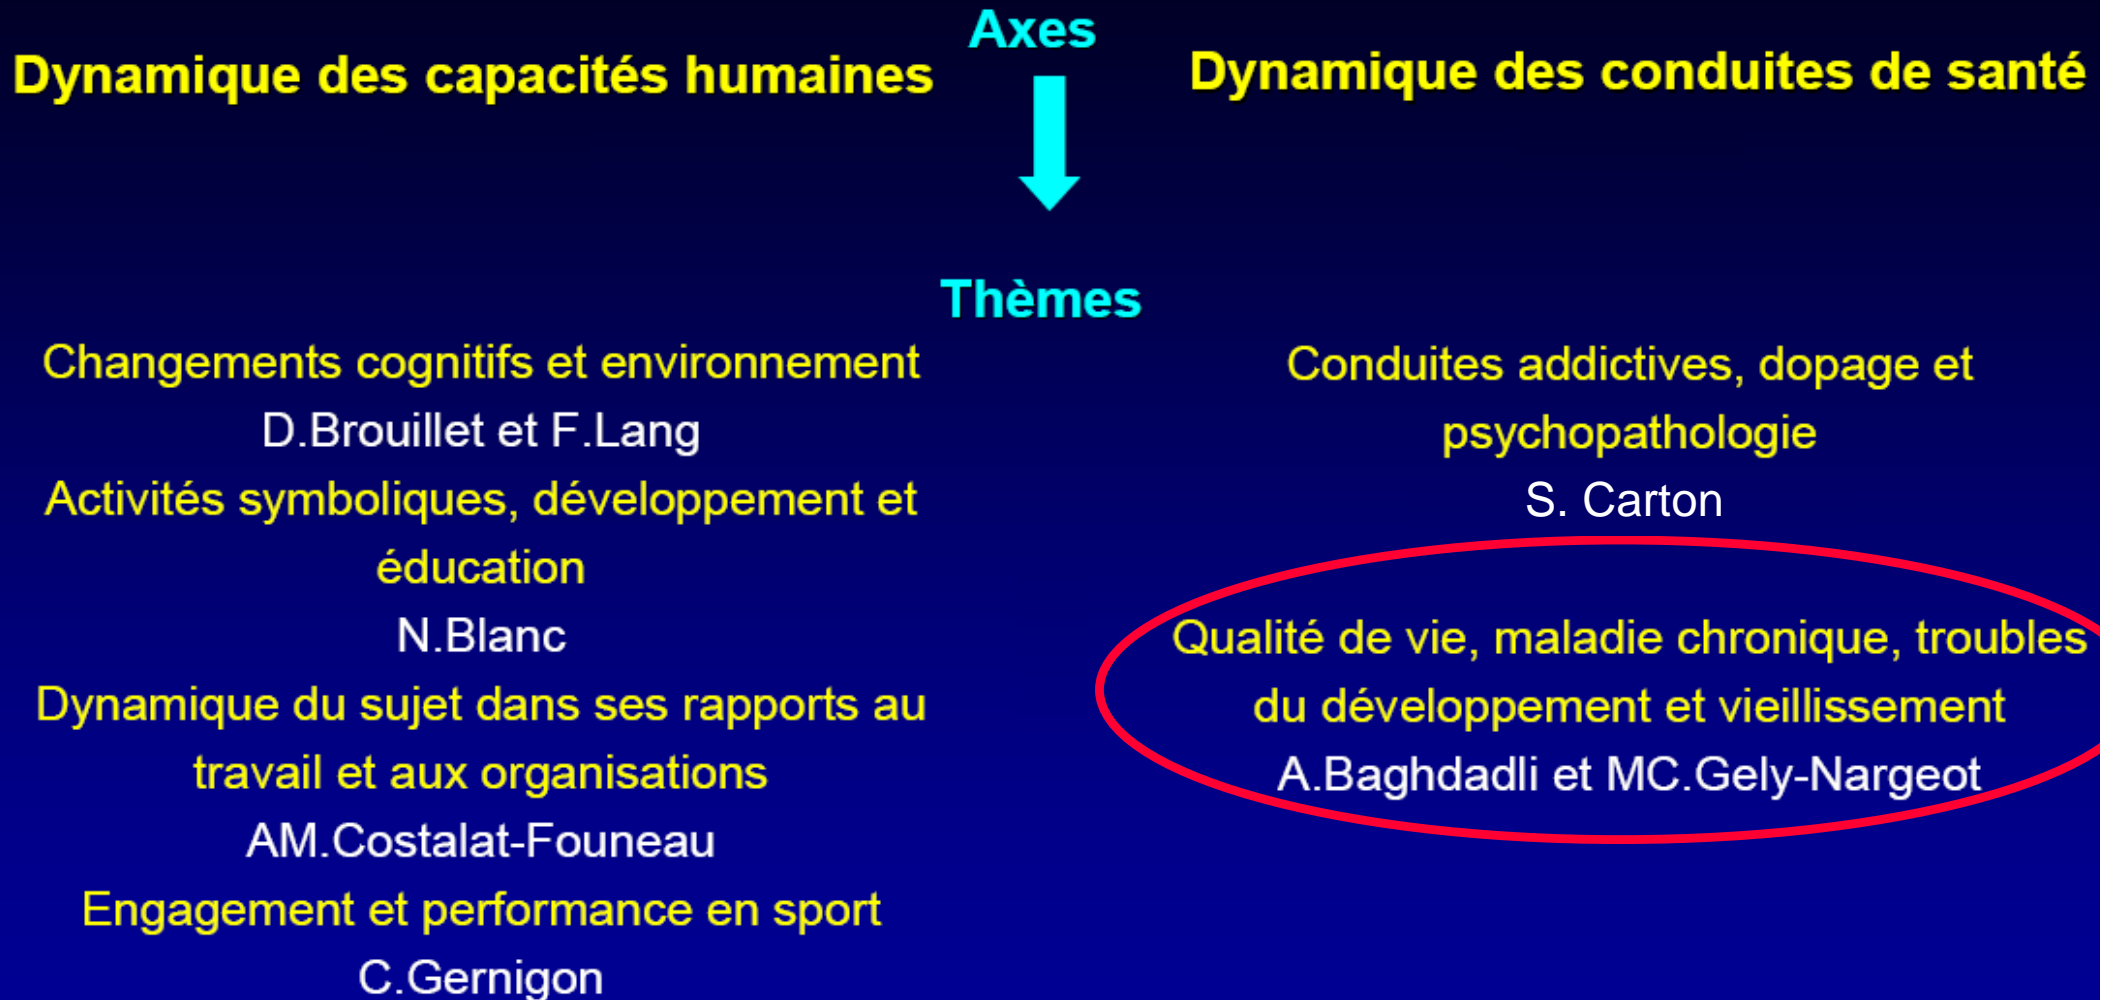 Axes
Dynamique des capacités humaines
Dynamique des conduites de santé
Thèmes
Changements cognitifs et environnement
D.Brouillet et F.Lang
Activités symboliques, développement et
éducation
N.Blanc
Dynamique du sujet dans ses rapports au
travail et aux organisations
AM.Costalat-Founeau
Engagement et performance en sport
C.Gernigon
Conduites addictives, dopage et
psychopathologie
S. Carton
Qualité de vie, maladie chronique, troubles
du développement et vieillissement
A.Baghdadli et MC.Gely-Nargeot